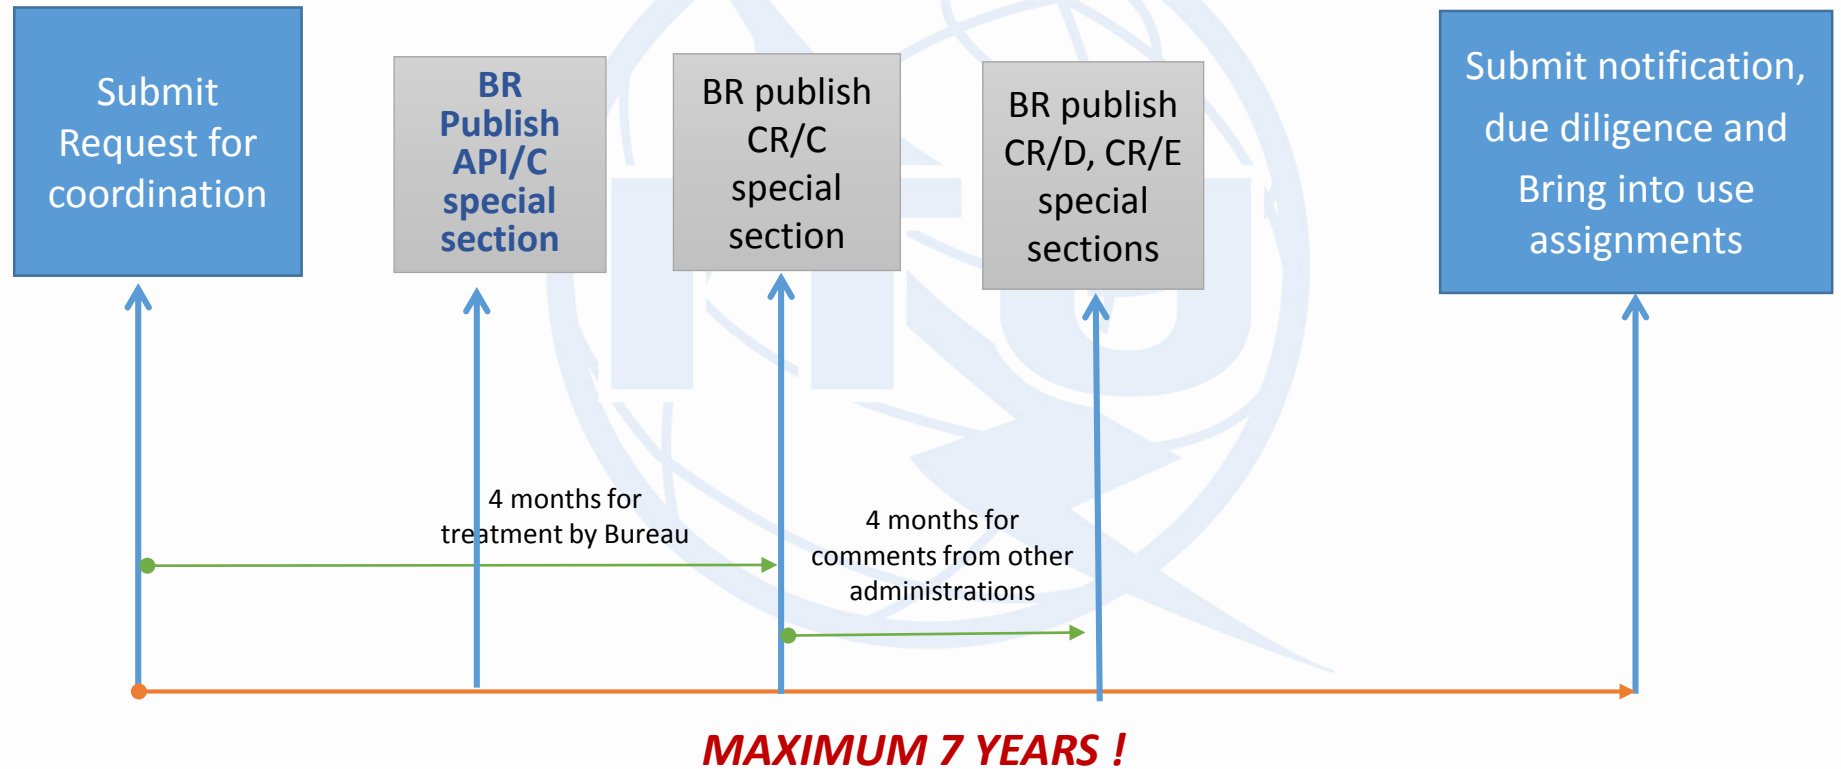 Submit
Request for
coordination
BR
Publish
API/C
special
section
BR publish
CR/C
special
section
BR publish
CR/D, CR/E
special
sections
Submit notification,
due diligence and
Bring into use
assignments
4 months for
treatment by Bureau
4 months for
comments from other
administrations
MAXIMUM 7 YEARS !
ITU